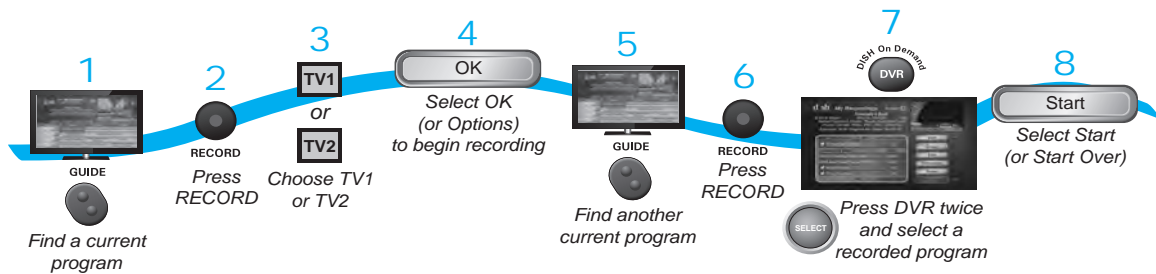 1
GUIDE
Find a current
program
2
RECORD
Press
RECORD
3
TV1
or
TV2
Choose TV1
or TV2
4
OK
Select OK
(or Options)
to begin recording
5
GUIDE
Find another
current program
6
RECORD
Press
RECORD
7
DISH On Demand
DVR
SELECT
Press DVR twice
and select a
recorded program
8
Start
Select Start
(or Start Over)